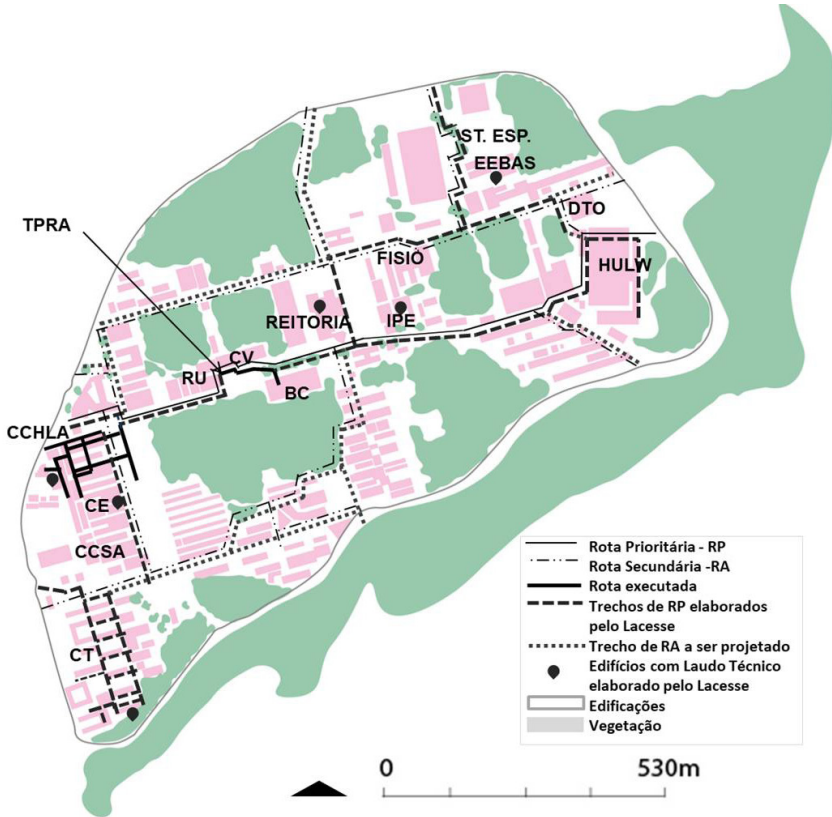 ST. ESP.
EEBAS
DTO
TPRA
FISIO
HULW
REITORIA
IPE
CV
RU
BC
CCHLA
CE
CCSA
CT
Rota Prioritária - RP
Rota Secundária -RA
Rota executada
Trechos de RP elaborados
pelo Lacesse
Trecho de RA a ser projetado
Edifícios com Laudo Técnico
elaborado pelo Lacesse
Edificações
Vegetação
0 530m